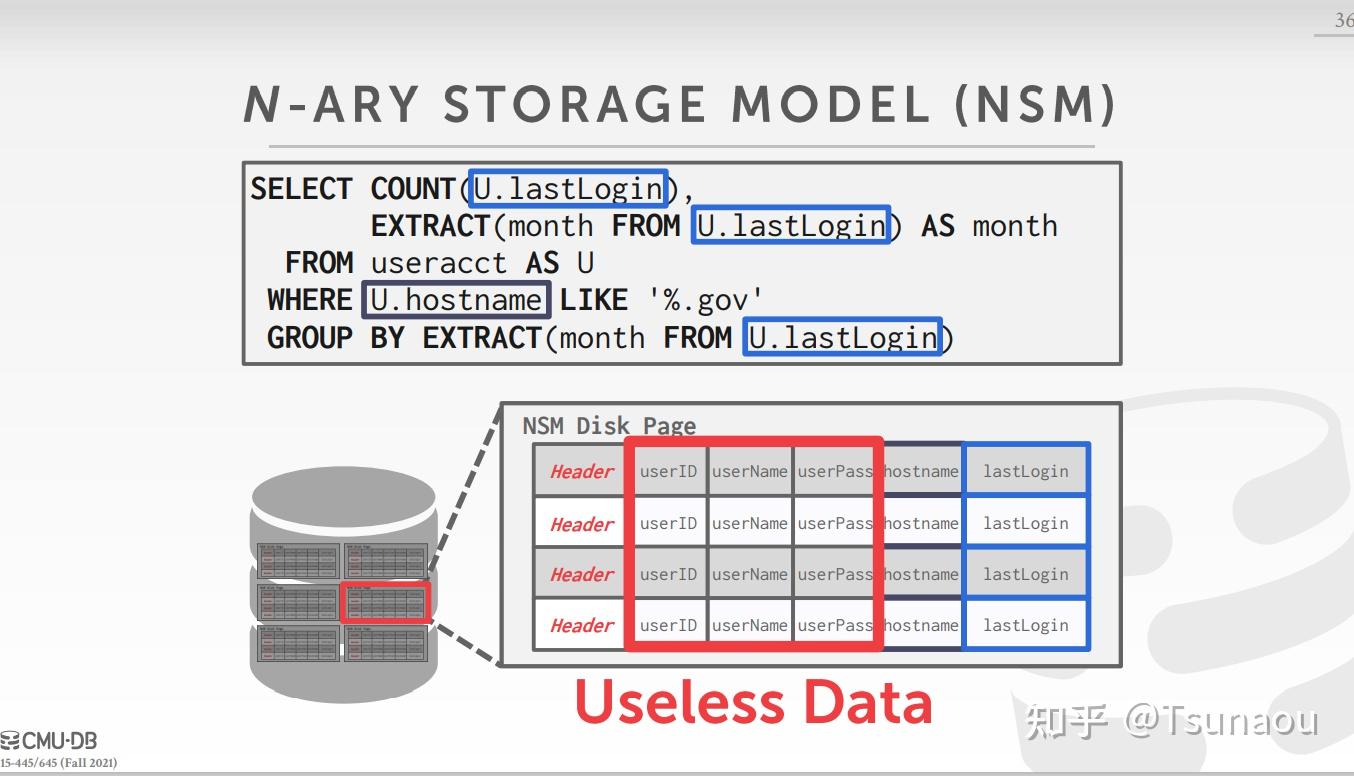 36
N-ARY STORAGE MODEL (NSM)
SELECT COUNT(U.lastLogin),
EXTRACT(month FROM U.lastLogin) AS month
FROM useracct AS U
WHERE U.hostname LIKE '%.gov'
GROUP BY EXTRACT(month FROM U.lastLogin)
NSM Disk Page
Header userID userName userPass hostname lastLogin
Header userID userName userPass hostname lastLogin
Header userID userName userPass hostname lastLogin
Header userID userName userPass hostname lastLogin
Useless Data
知乎 @Tsunaou
CMU·DB
15-445/645 (Fall 2021)